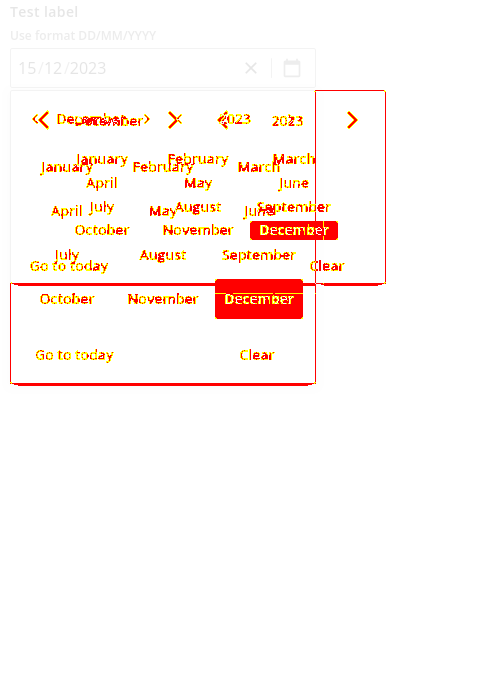 Test label
Use format DD/MM/YYYY
15/12/2023
December 2023
December 2023
January February March
January February March
April May June
July August September
April May June
October November December
July August September
Go to today Clear
October November December
Go to today Clear